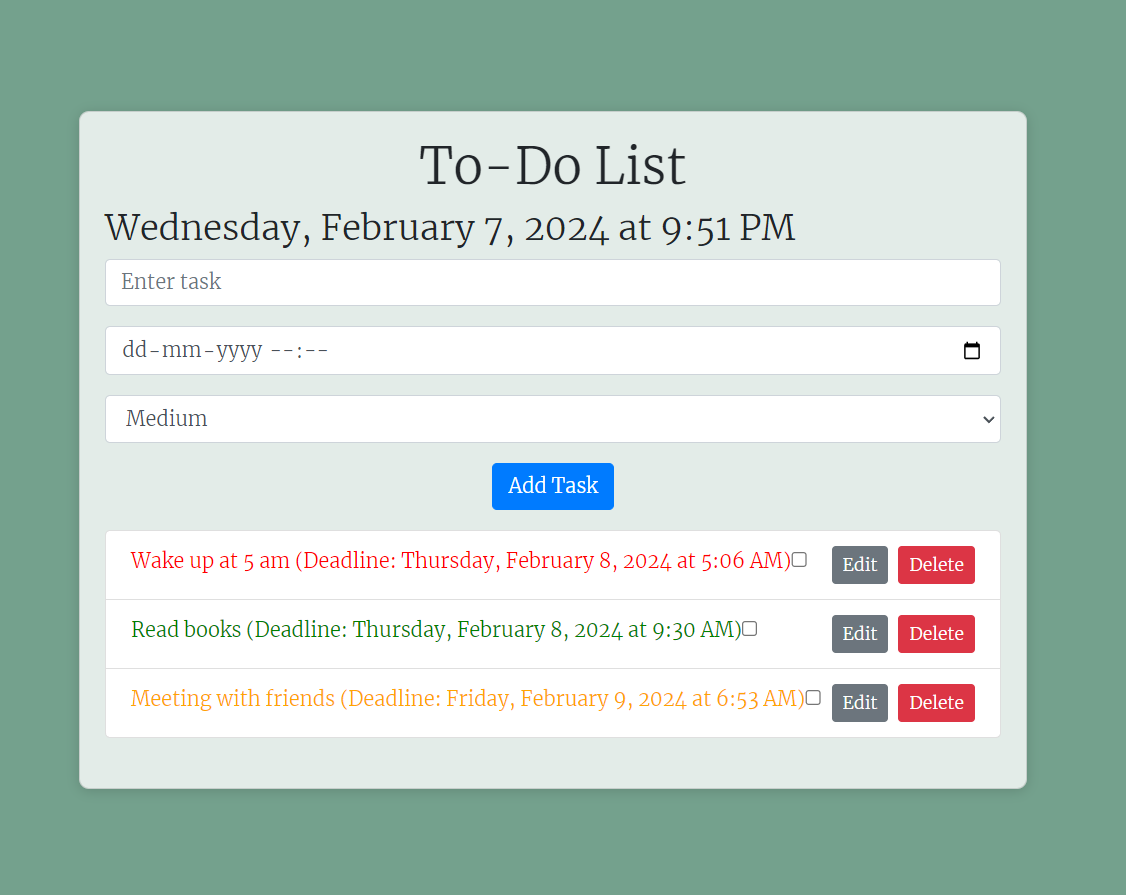 To-Do List
Wednesday, February 7, 2024 at 9:51 PM
Enter task
dd-mm-yyyy --:--
Medium
Add Task
Wake up at 5 am (Deadline: Thursday, February 8, 2024 at 5:06 AM) Edit Delete
Read books (Deadline: Thursday, February 8, 2024 at 9:30 AM) Edit Delete
Meeting with friends (Deadline: Friday, February 9, 2024 at 6:53 AM) Edit Delete